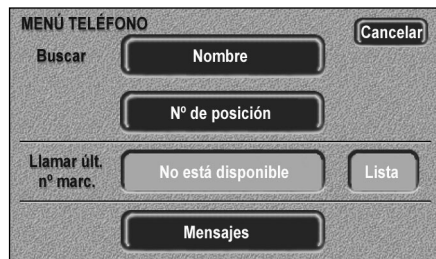 MENÚ TELÉFONO
Cancelar
Buscar
Nombre
Nº de posición
Llamar últ.
nº marc.
No está disponible
Lista
Mensajes